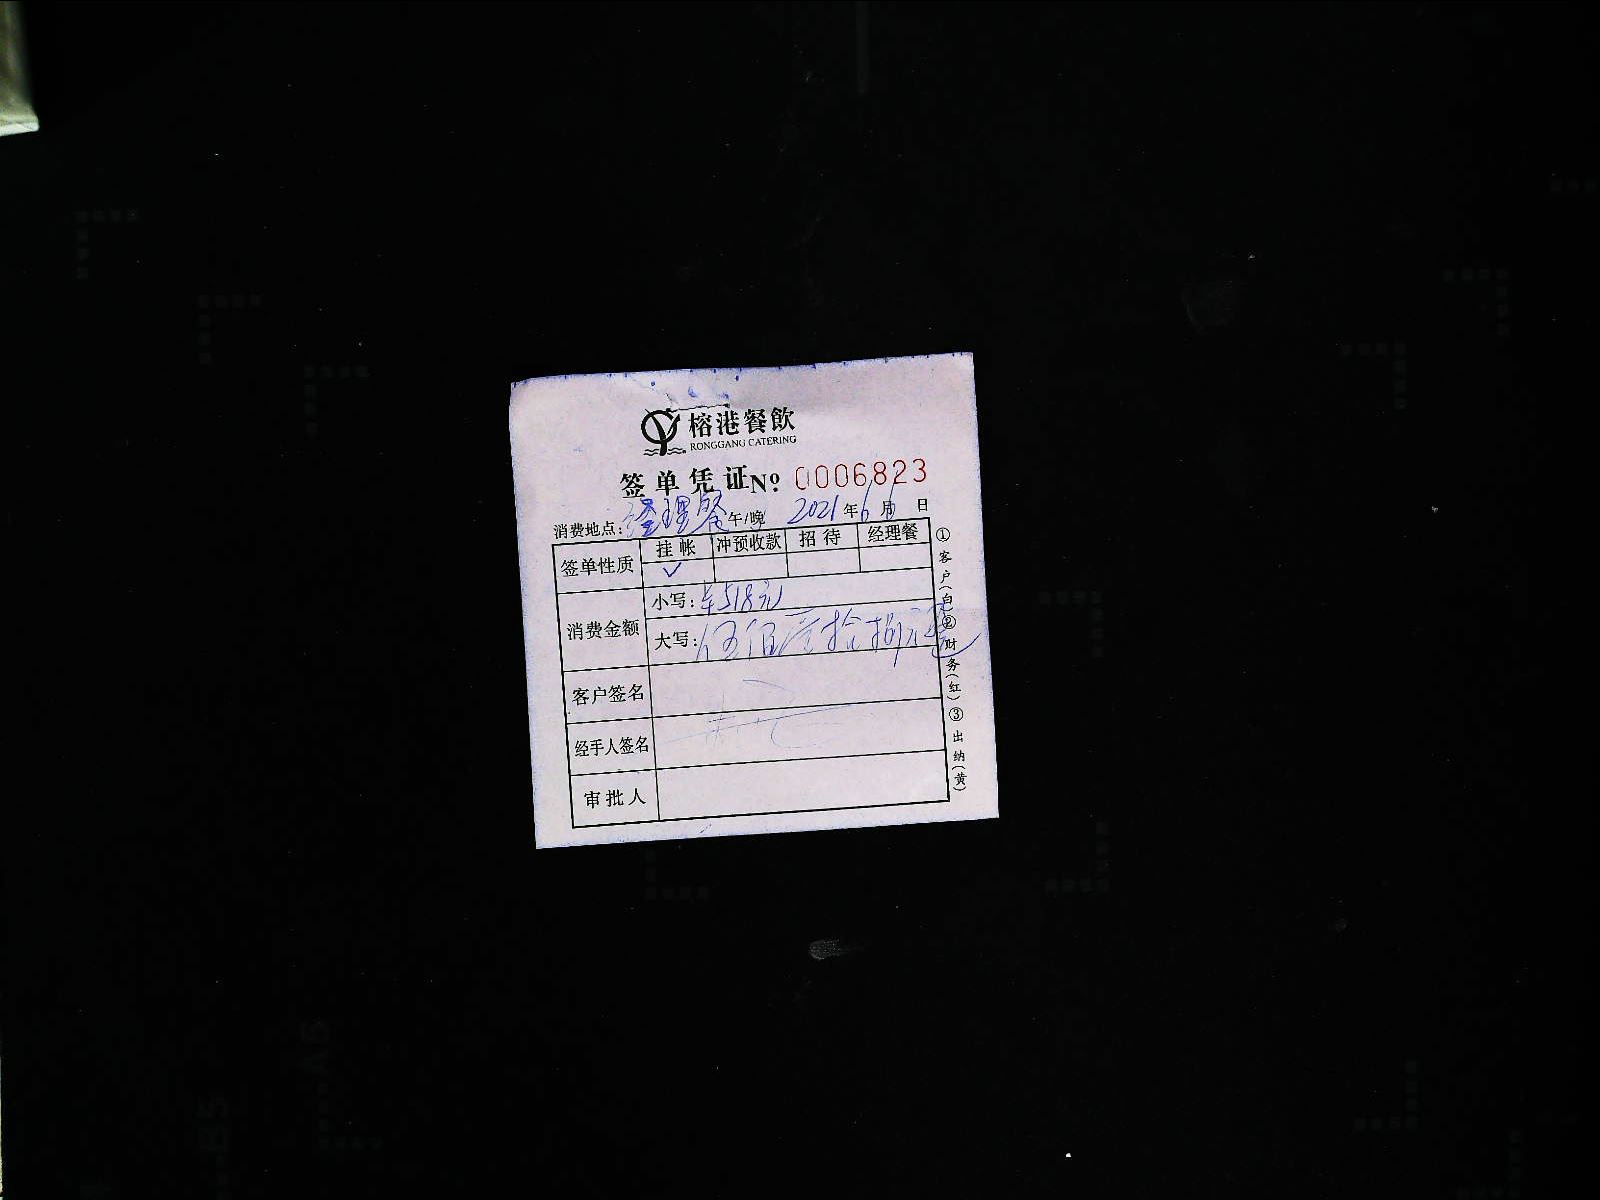 榕港餐飲
RONGGANG CATERING
签单凭证 Nº 0006823
消费地点: 经理餐 午/晚 2021年6月6日
签单性质 挂帐 冲预收款 招待 经理餐
✓
消费金额 小写: ¥518元
大写: 伍佰壹拾捌元整
客户签名
经手人签名
审批人
①客户(白)②财务(红)③出纳(黄)